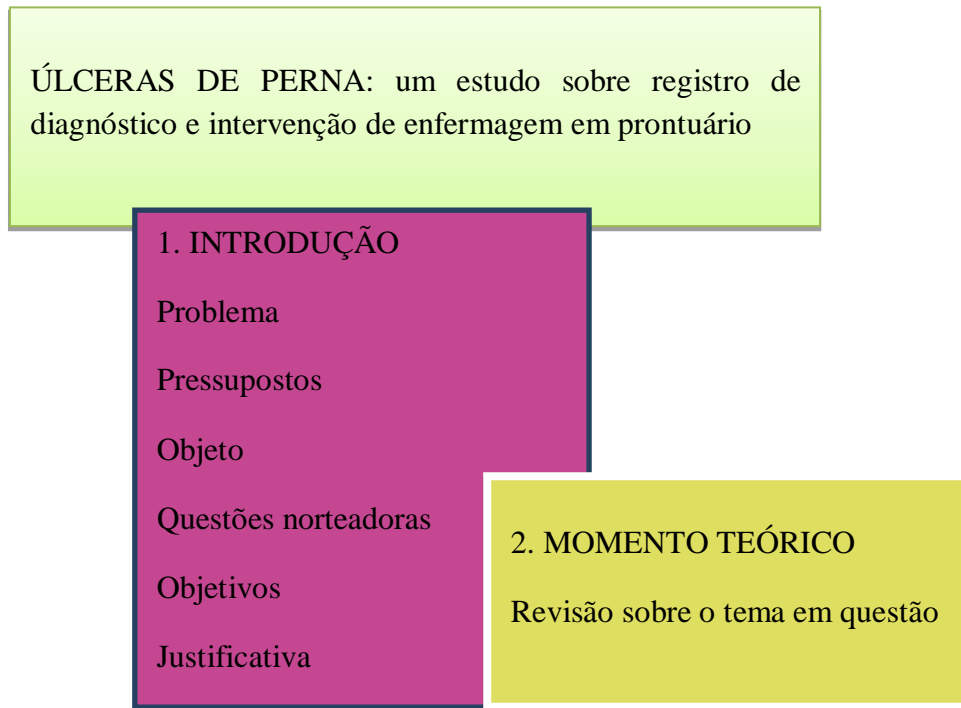 ÚLCERAS DE PERNA: um estudo sobre registro de
diagnóstico e intervenção de enfermagem em prontuário
1. INTRODUÇÃO
Problema
Pressupostos
Objeto
Questões norteadoras
Objetivos
Justificativa
2. MOMENTO TEÓRICO
Revisão sobre o tema em questão